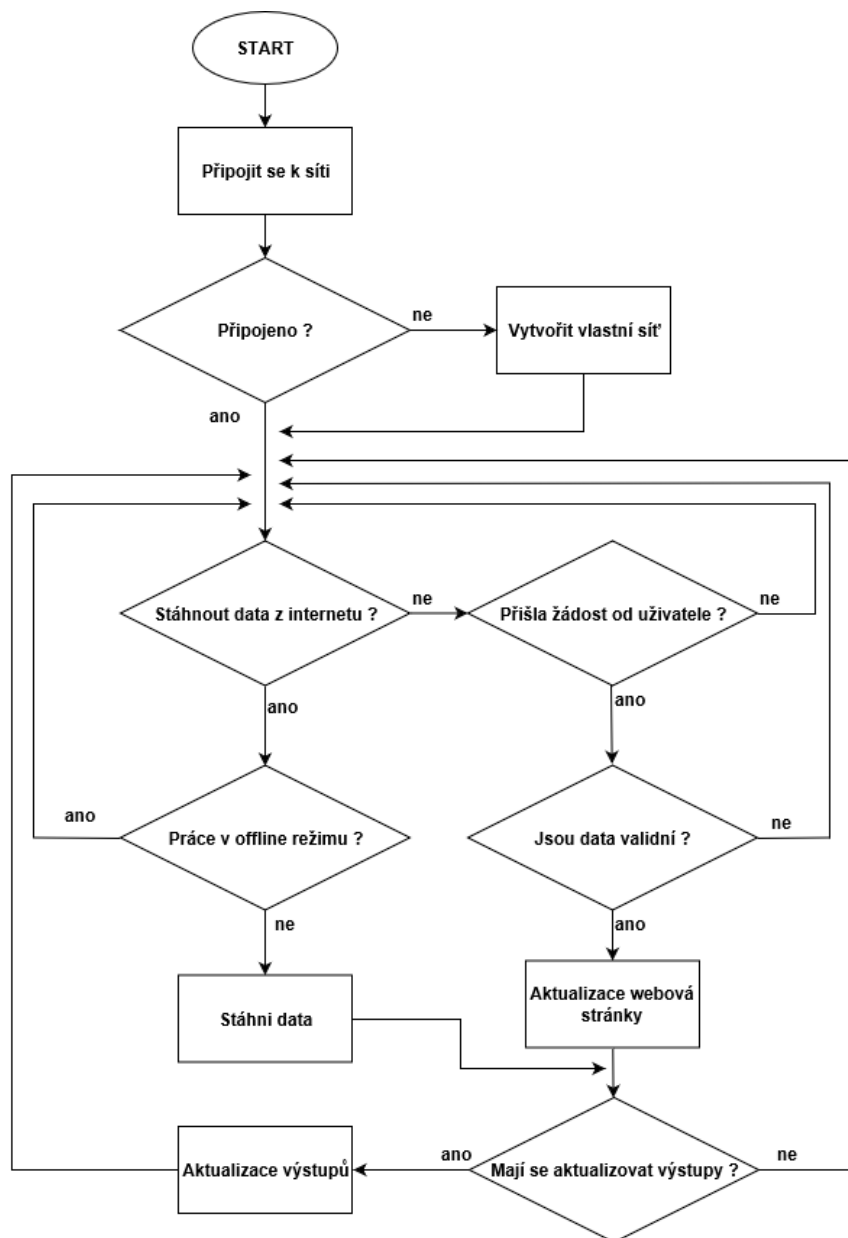 START
Připojit se k síti
Připojeno ?
ne
Vytvořit vlastní síť
ano
Stáhnout data z internetu ?
ne
Přišla žádost od uživatele ?
ne
ano
ano
ano
Práce v offline režimu ?
Jsou data validní ?
ne
ne
ano
Stáhni data
Aktualizace webová
stránky
Aktualizace výstupů
ano
Mají se aktualizovat výstupy ?
ne